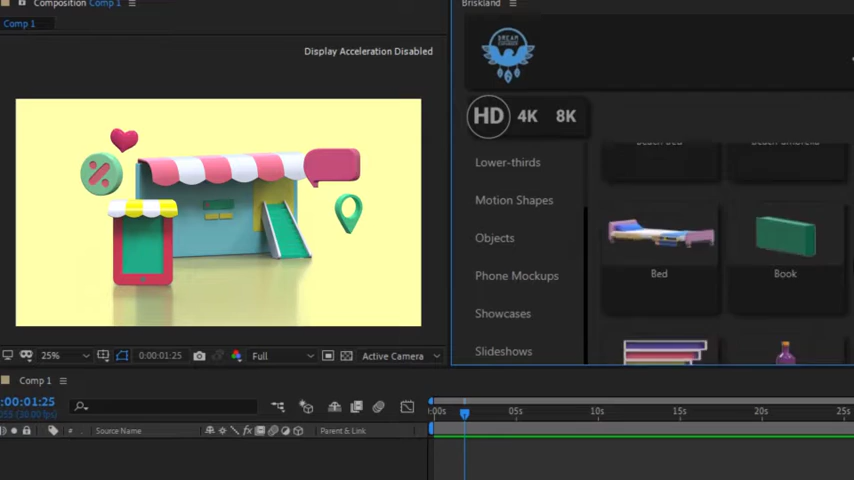 Composition Comp 1
Comp 1
Display Acceleration Disabled
25%
0:00:01:25
Full
Active Camera
Briskland
DREAM
HD 4K 8K
Lower-thirds
Motion Shapes
Objects
Phone Mockups
Showcases
Slideshows
Bed
Book
Comp 1
:00:01:25
# Source Name
Parent & Link
:00s 05s 10s 15s 20s 25s